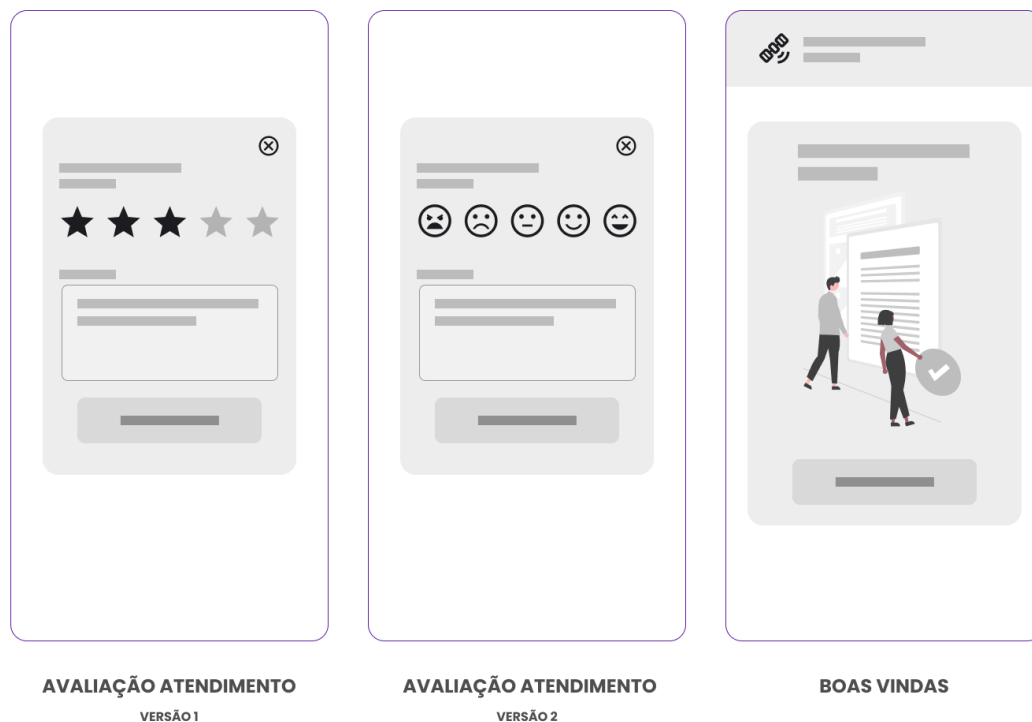 AVALIAÇÃO ATENDIMENTO
VERSÃO 1
AVALIAÇÃO ATENDIMENTO
VERSÃO 2
BOAS VINDAS